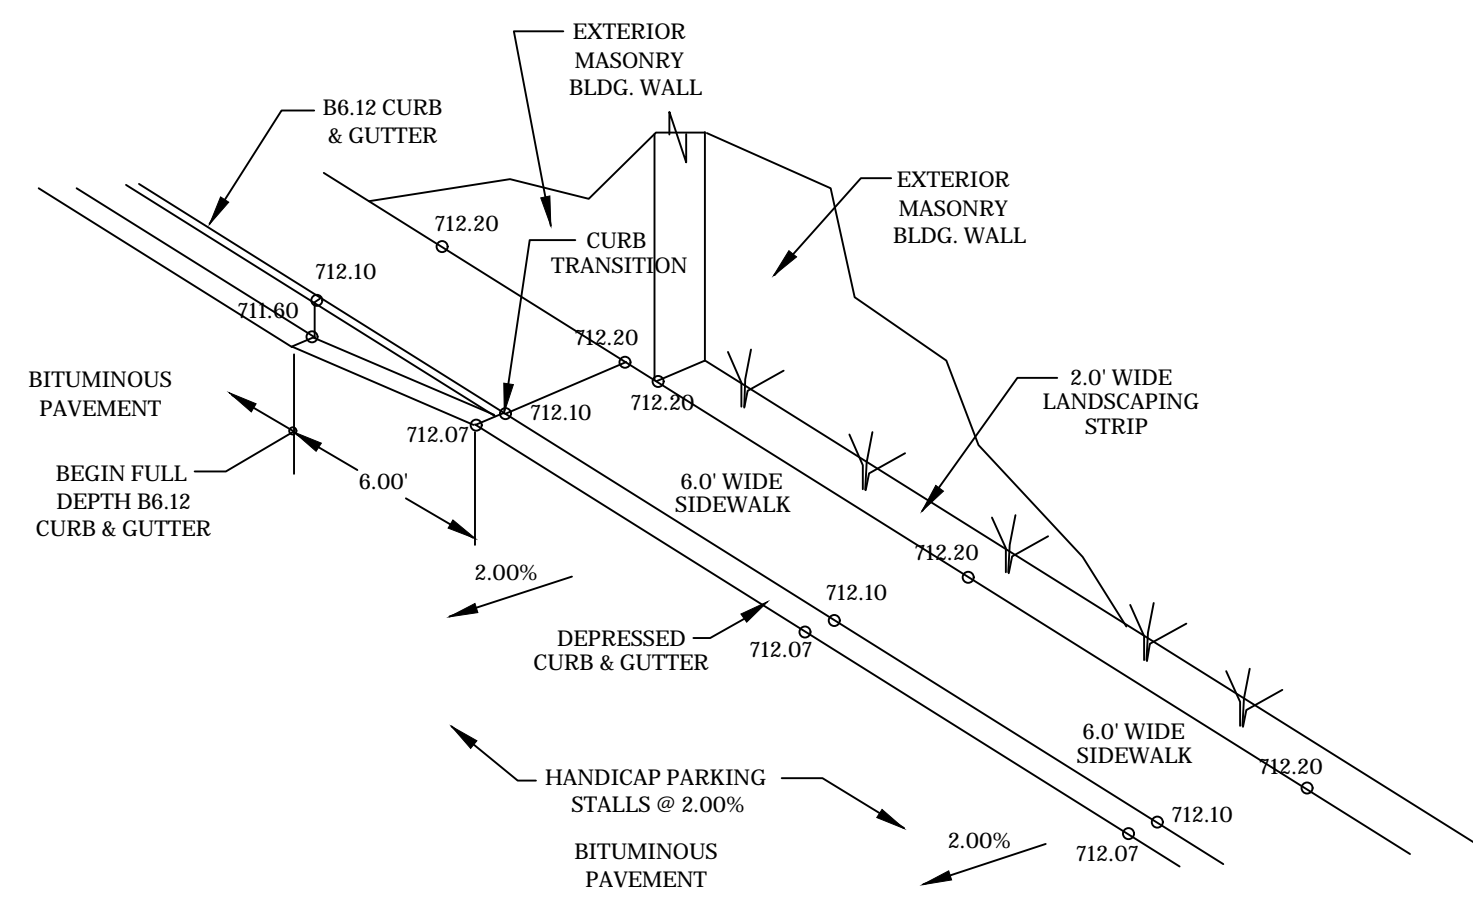 EXTERIOR
MASONRY
BLDG. WALL
B6.12 CURB
& GUTTER
EXTERIOR
MASONRY
BLDG. WALL
712.20
CURB
TRANSITION
712.10
711.60
712.20
712.20
712.10
712.07
BITUMINOUS
PAVEMENT
2.0' WIDE
LANDSCAPING
STRIP
BEGIN FULL
DEPTH B6.12
CURB & GUTTER
6.00'
6.0' WIDE
SIDEWALK
2.00%
712.20
712.10
DEPRESSED
CURB & GUTTER
712.07
6.0' WIDE
SIDEWALK
712.20
HANDICAP PARKING
STALLS @ 2.00%
712.10
712.07
2.00%
BITUMINOUS
PAVEMENT